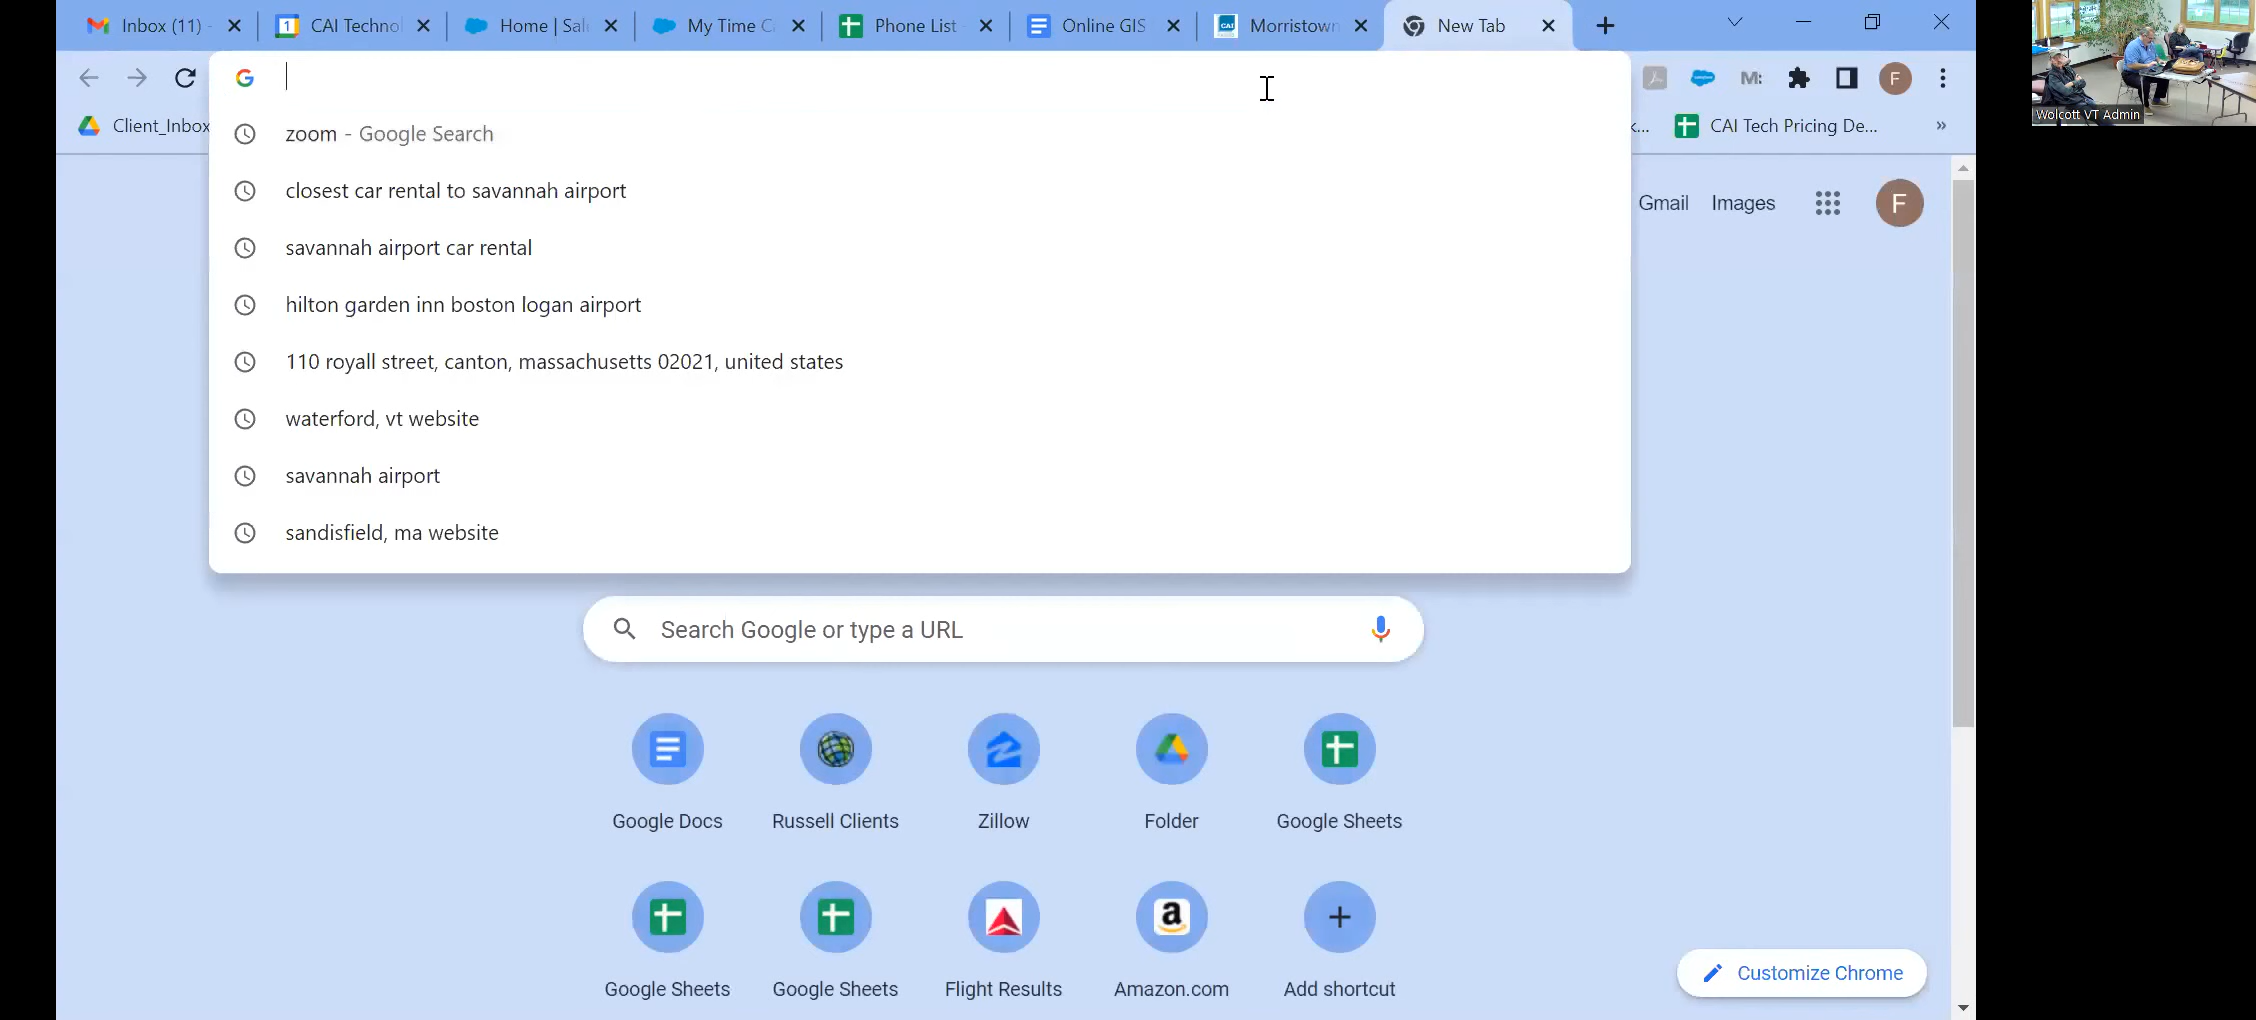 Inbox (11) -
CAI Technol
Home | Sal
My Time C
Phone List -
Online GIS
Morristown
New Tab
Wolcott VT Admin
M:
F
Client_Inbox
CAI Tech Pricing De...
»
zoom - Google Search
closest car rental to savannah airport
savannah airport car rental
hilton garden inn boston logan airport
110 royall street, canton, massachusetts 02021, united states
waterford, vt website
savannah airport
sandisfield, ma website
Gmail
Images
F
Search Google or type a URL
Google Docs
Russell Clients
Zillow
Folder
Google Sheets
Google Sheets
Google Sheets
Flight Results
Amazon.com
Add shortcut
Customize Chrome